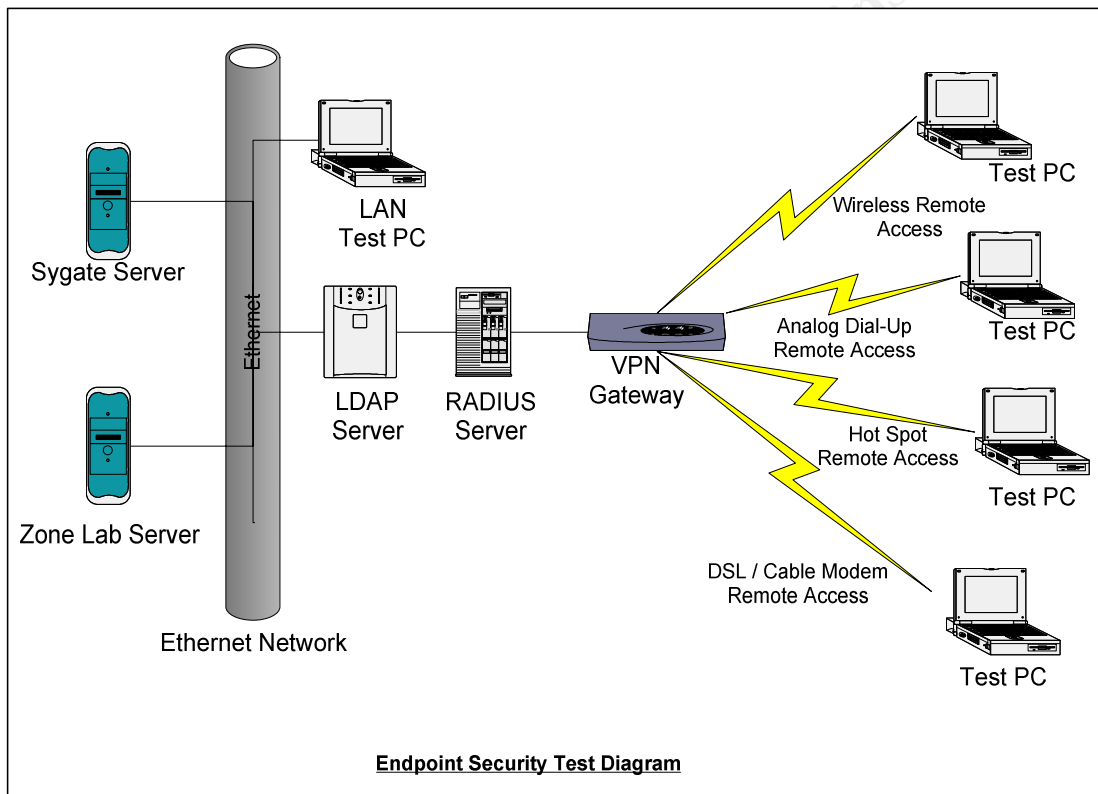 Test PC
LAN
Test PC
Wireless Remote
Access
Sygate Server
Ethernet
Test PC
Analog Dial-Up
Remote Access
VPN
Gateway
LDAP
Server
RADIUS
Server
Hot Spot
Remote Access
Test PC
Zone Lab Server
DSL / Cable Modem
Remote Access
Ethernet Network
Test PC
Endpoint Security Test Diagram